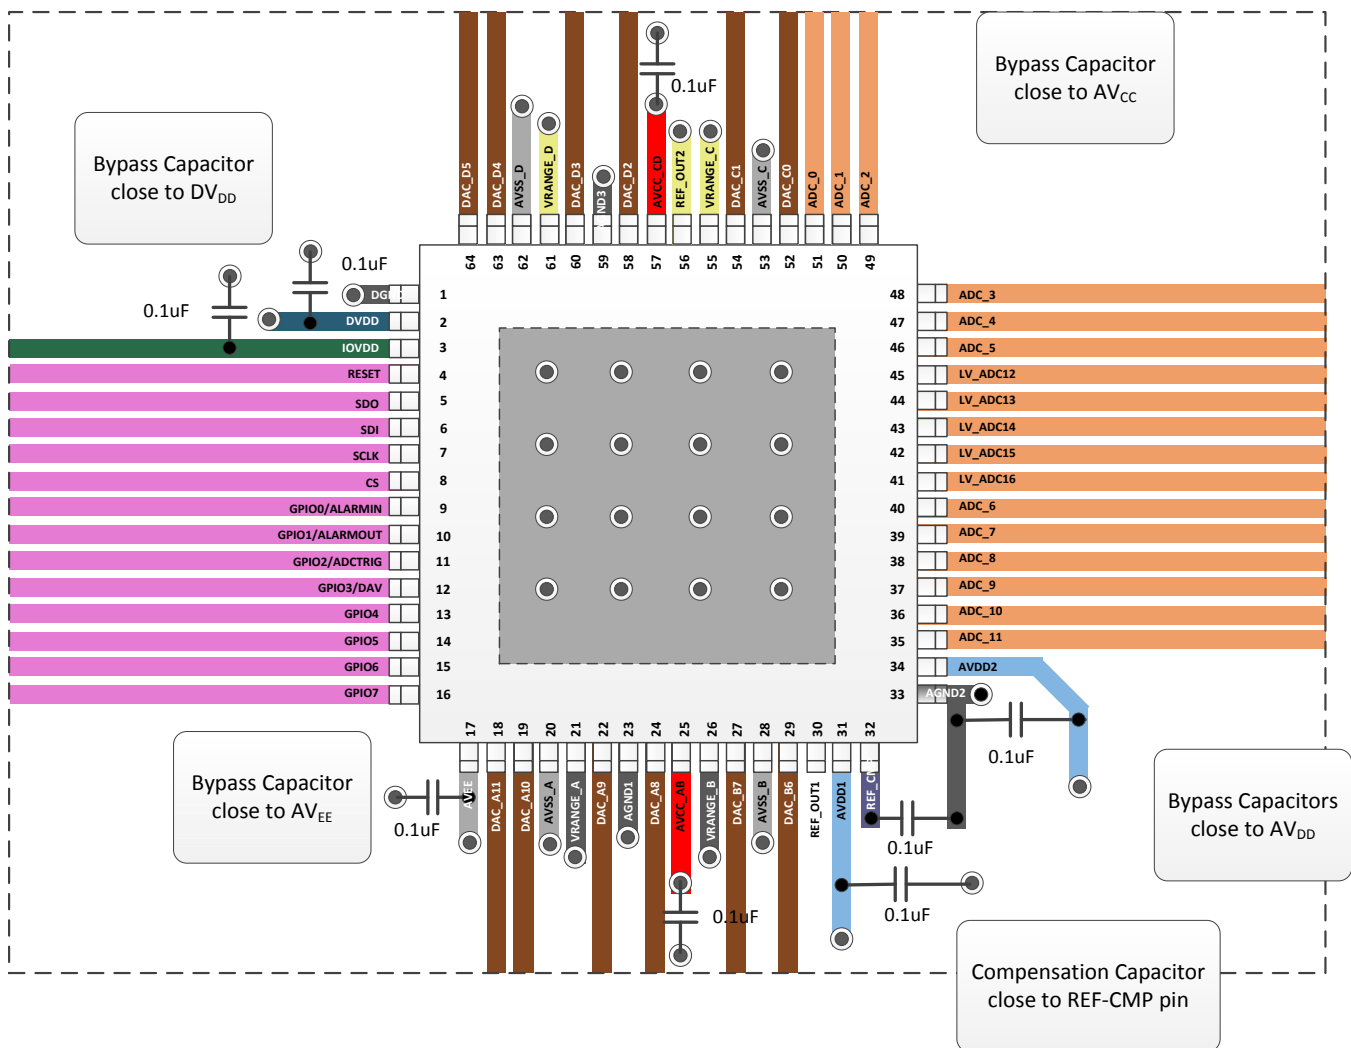 Bypass Capacitor
close to AVCC
Bypass Capacitor
close to DVDD
0.1uF
DAC_D5
DAC_D4
AVSS_D
VRANGE_D
DAC_D3
DAC_D2
AVCC_CD
REF_OUT2
VRANGE_C
DAC_C1
AVSS_C
DAC_C0
ADC_0
ADC_1
ADC_2
64
63
62
61
60
59
58
57
56
55
54
53
52
51
50
49
0.1uF
0.1uF
1
DVDD
2
IOVDD
3
RESET
4
SDO
5
SDI
6
SCLK
7
CS
8
GPIO0/ALARMIN
9
GPIO1/ALARMOUT
10
GPIO2/ADCTRIG
11
GPIO3/DAV
12
GPIO4
13
GPIO5
14
GPIO6
15
GPIO7
16
48
ADC_3
47
ADC_4
46
ADC_5
45
LV_ADC12
44
LV_ADC13
43
LV_ADC14
42
LV_ADC15
41
LV_ADC16
40
ADC_6
39
ADC_7
38
ADC_8
37
ADC_9
36
ADC_10
35
ADC_11
34
AVDD2
33
AGND2
17
18
19
20
21
22
23
24
25
26
27
28
29
30
31
32
AVEE
DAC_A11
DAC_A10
AVSS_A
VRANGE_A
DAC_A9
AGND1
DAC_A8
AVCC_AB
VRANGE_B
DAC_B7
AVSS_B
DAC_B6
REF_OUT1
AVDD1
0.1uF
Bypass Capacitor
close to AVEE
0.1uF
0.1uF
0.1uF
0.1uF
Bypass Capacitors
close to AVDD
Compensation Capacitor
close to REF-CMP pin